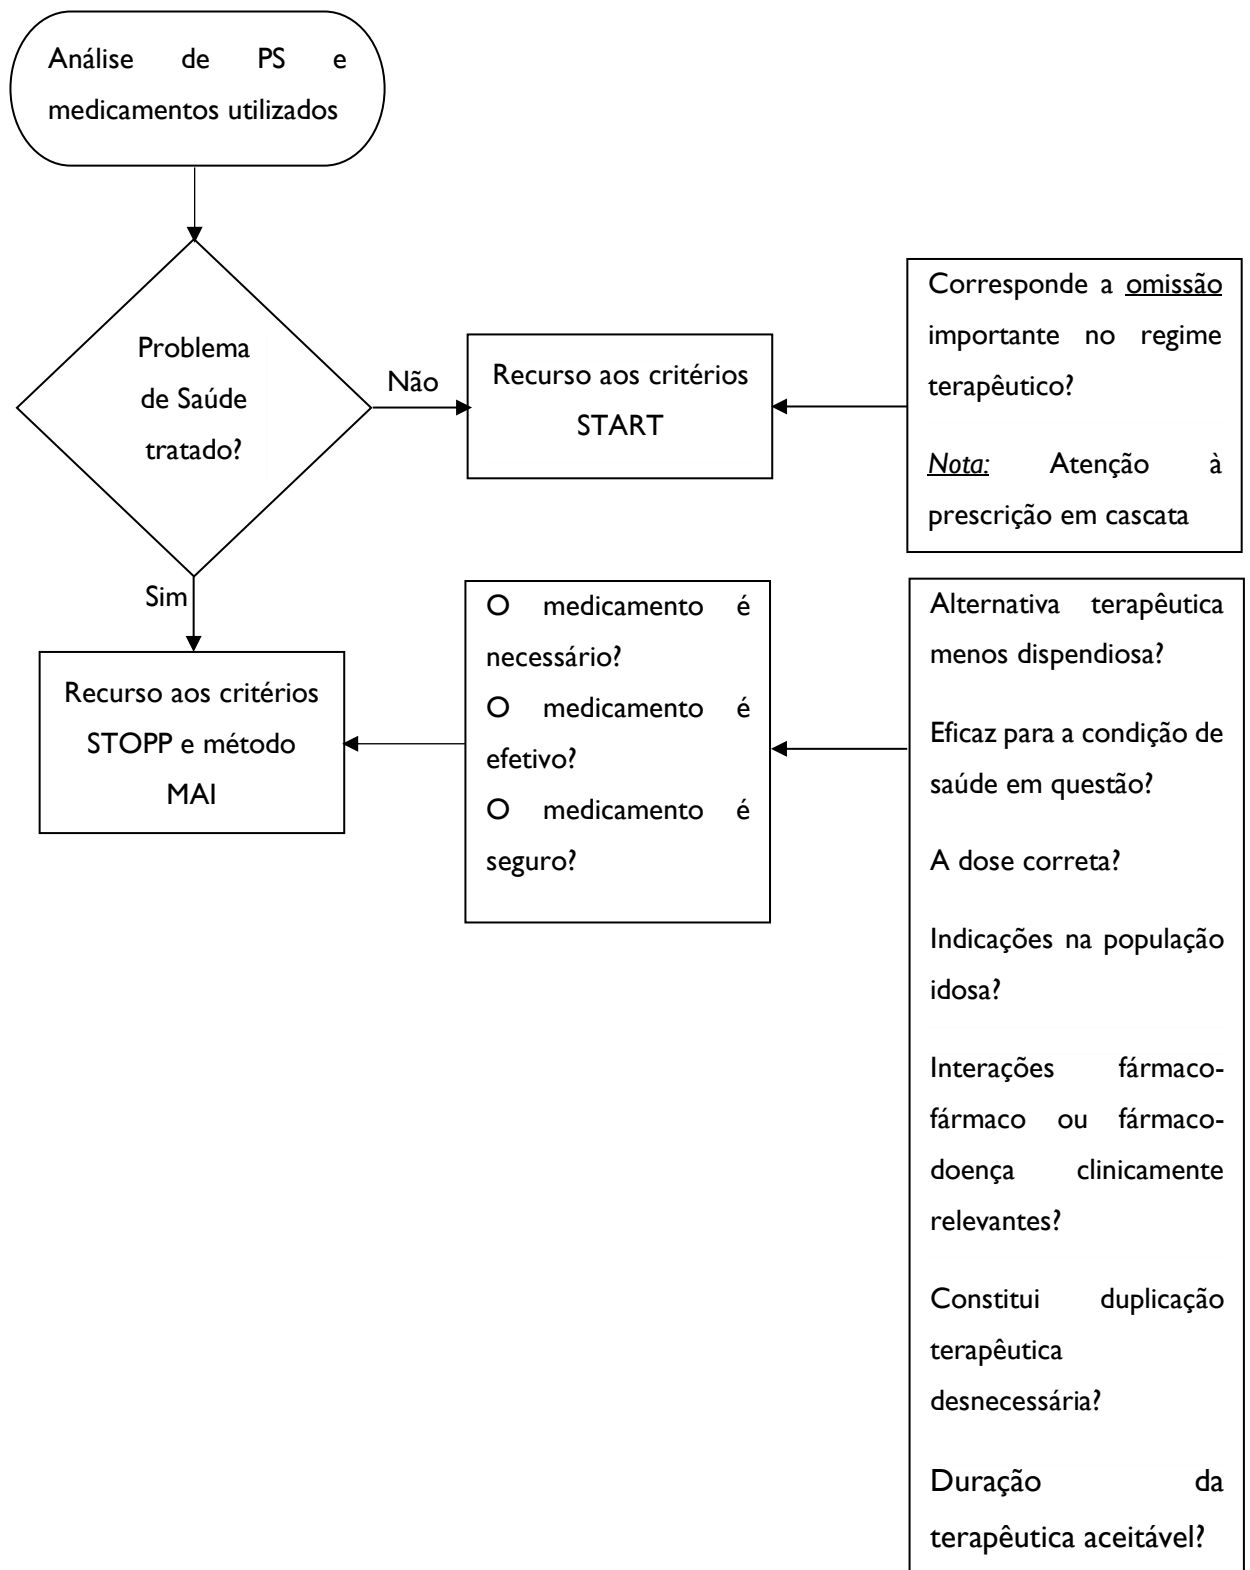 Análise de PS e
medicamentos utilizados
Problema
de Saúde
tratado?
Não
Recurso aos critérios
START
Corresponde a omissão
importante no regime
terapêutico?
Nota: Atenção à
prescrição em cascata
Sim
Recurso aos critérios
STOPP e método
MAI
O medicamento é
necessário?
O medicamento é
efetivo?
O medicamento é
seguro?
Alternativa terapêutica
menos dispendiosa?
Eficaz para a condição de
saúde em questão?
A dose correta?
Indicações na população
idosa?
Interações fármaco-
fármaco ou fármaco-
doença clinicamente
relevantes?
Constitui duplicação
terapêutica
desnecessária?
Duração da
terapêutica aceitável?